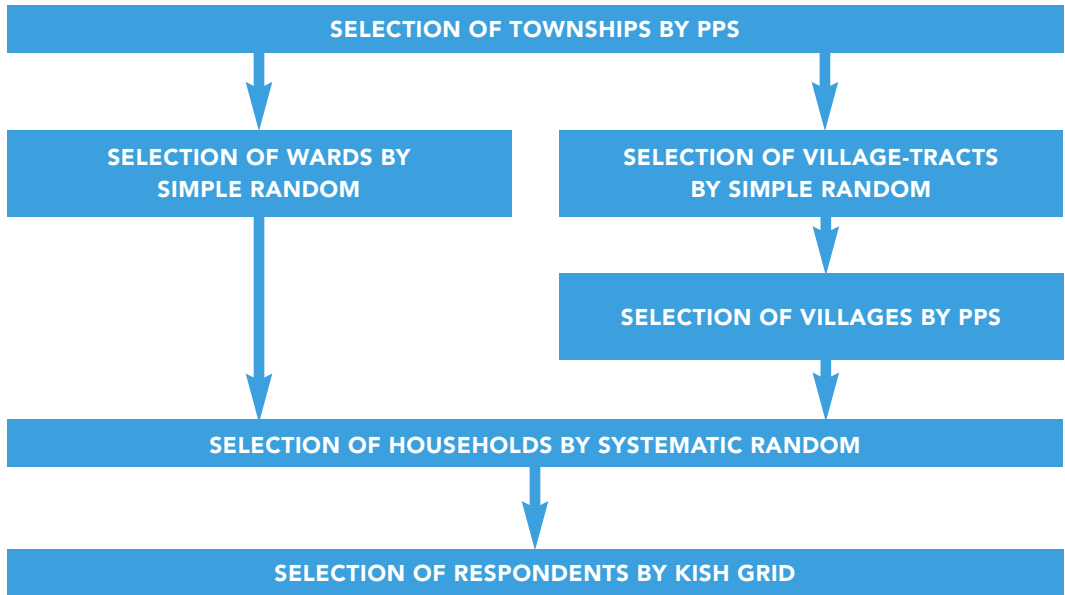 SELECTION OF TOWNSHIPS BY PPS
SELECTION OF WARDS BY
SIMPLE RANDOM
SELECTION OF VILLAGE-TRACTS
BY SIMPLE RANDOM
SELECTION OF VILLAGES BY PPS
SELECTION OF HOUSEHOLDS BY SYSTEMATIC RANDOM
SELECTION OF RESPONDENTS BY KISH GRID